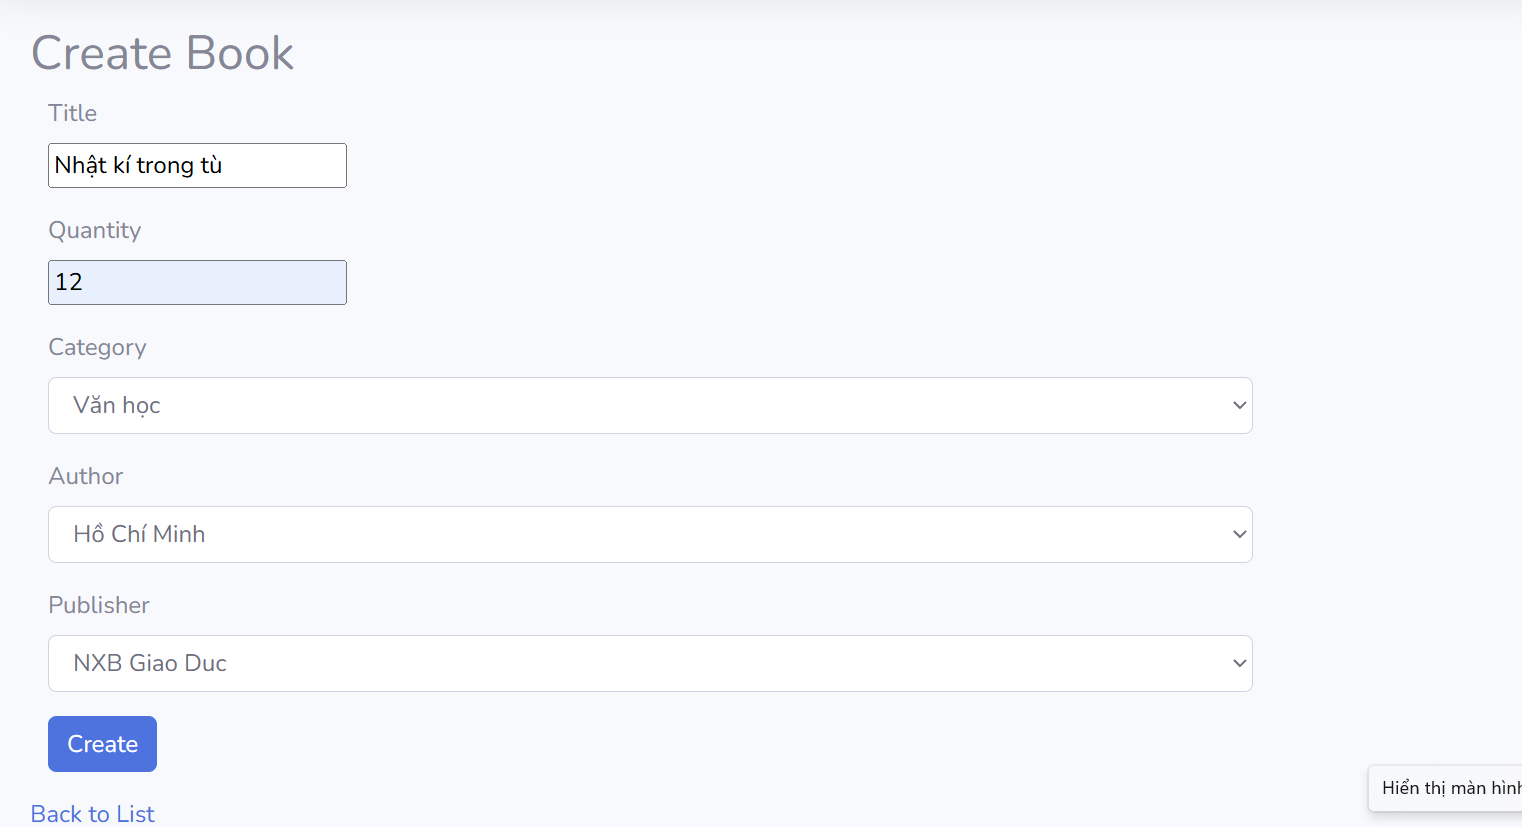 Create Book
Title
Nhật kí trong tù
Quantity
12
Category
Văn học
Author
Hồ Chí Minh
Publisher
NXB Giao Duc
Create
Hiển thị màn
Back to List